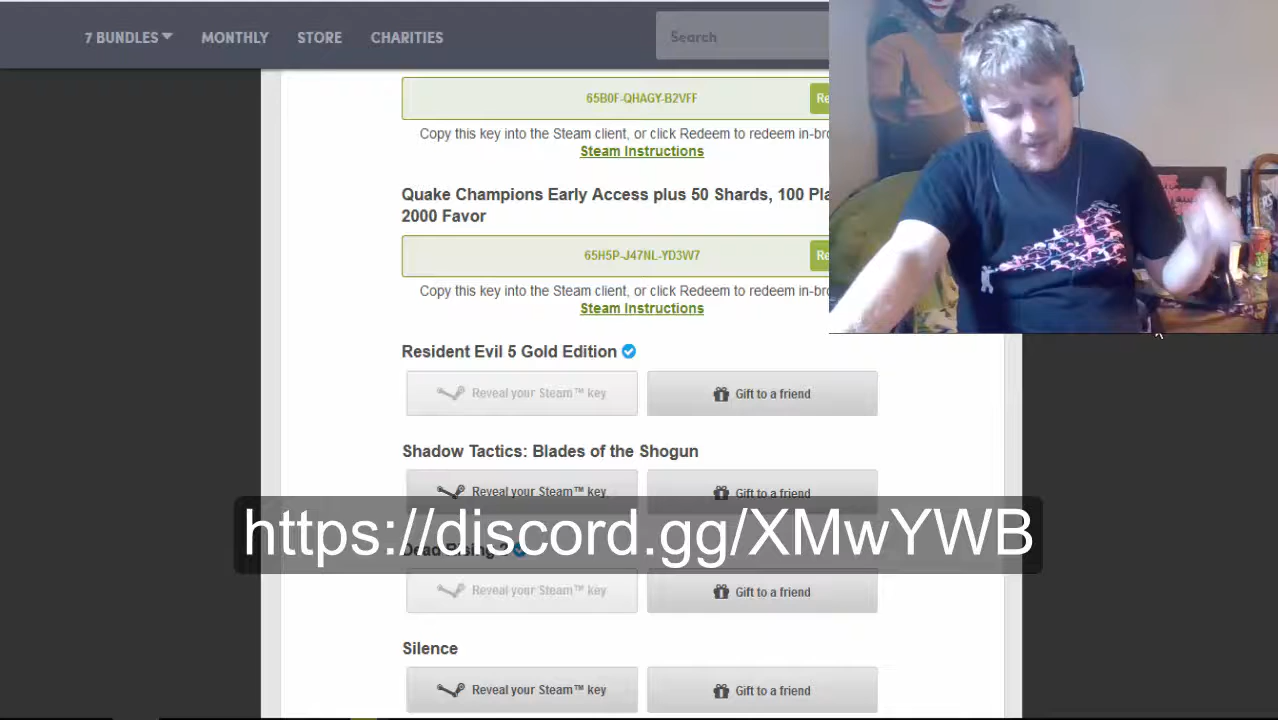 7 BUNDLES
MONTHLY
STORE
CHARITIES
Search
65B0F-QHAGY-B2VFF
Copy this key into the Steam client, or click Redeem to redeem in-bro
Steam Instructions
Quake Champions Early Access plus 50 Shards, 100 Pla
2000 Favor
65H5P-J47NL-YD3W7
Copy this key into the Steam client, or click Redeem to redeem in-bro
Steam Instructions
Resident Evil 5 Gold Edition
Reveal your Steam™ key
Gift to a friend
Shadow Tactics: Blades of the Shogun
Reveal your Steam™ key
Gift to a friend
https://discord.gg/XMwYWB
Dead Rising
Reveal your Steam™ key
Gift to a friend
Silence
Reveal your Steam™ key
Gift to a friend